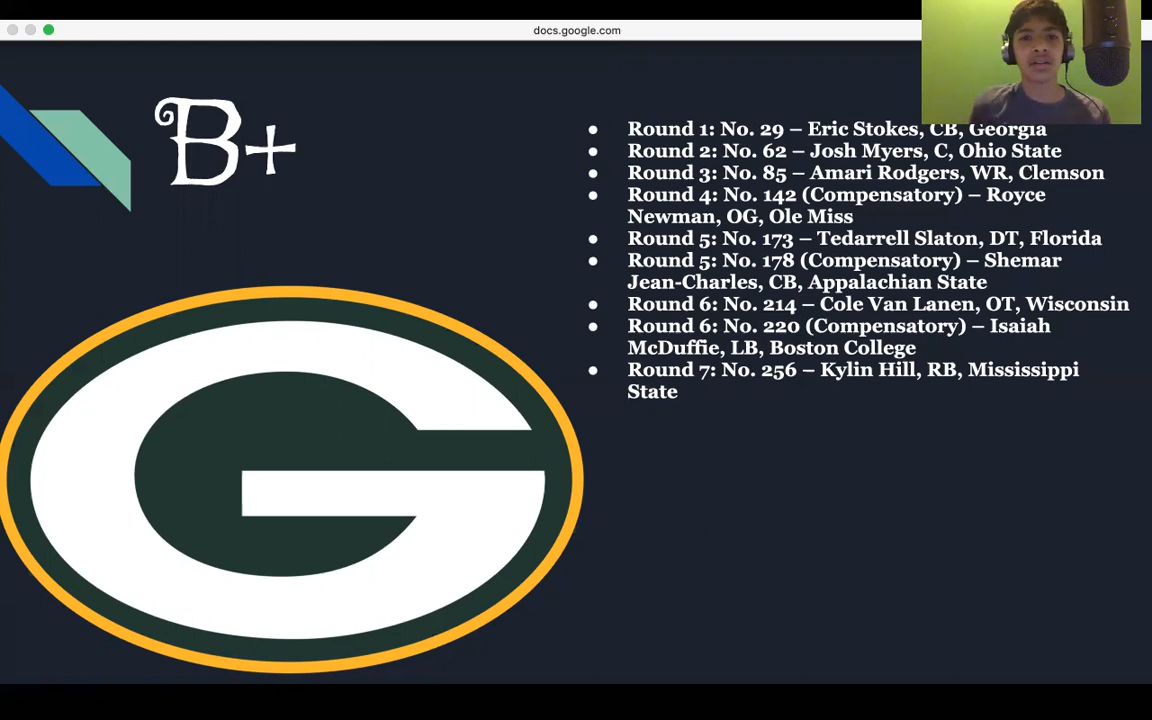 docs.google.com
B+
● Round 1: No. 29 – Eric Stokes, CB, Georgia
● Round 2: No. 62 – Josh Myers, C, Ohio State
● Round 3: No. 85 – Amari Rodgers, WR, Clemson
● Round 4: No. 142 (Compensatory) – Royce
Newman, OG, Ole Miss
● Round 5: No. 173 – Tedarrell Slaton, DT, Florida
● Round 5: No. 178 (Compensatory) – Shemar
Jean-Charles, CB, Appalachian State
● Round 6: No. 214 – Cole Van Lanen, OT, Wisconsin
● Round 6: No. 220 (Compensatory) – Isaiah
McDuffie, LB, Boston College
● Round 7: No. 256 – Kylin Hill, RB, Mississippi
State
G